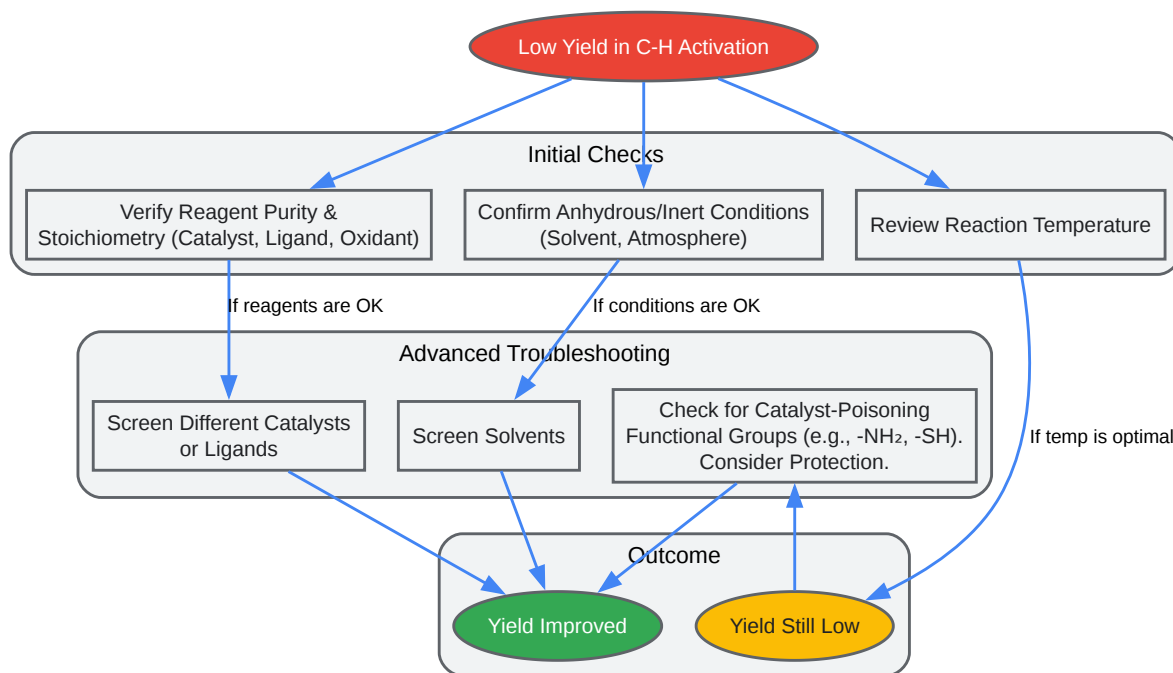 Low Yield in C-H Activation
Initial Checks
Verify Reagent Purity &
Stoichiometry (Catalyst, Ligand, Oxidant)
Confirm Anhydrous/Inert Conditions
(Solvent, Atmosphere)
Review Reaction Temperature
If reagents are OK
If conditions are OK
Advanced Troubleshooting
Screen Different Catalysts
or Ligands
Screen Solvents
Check for Catalyst-Poisoning
Functional Groups (e.g., -NH₂, -SH).
Consider Protection.
If temp is optimal
Outcome
Yield Improved
Yield Still Low